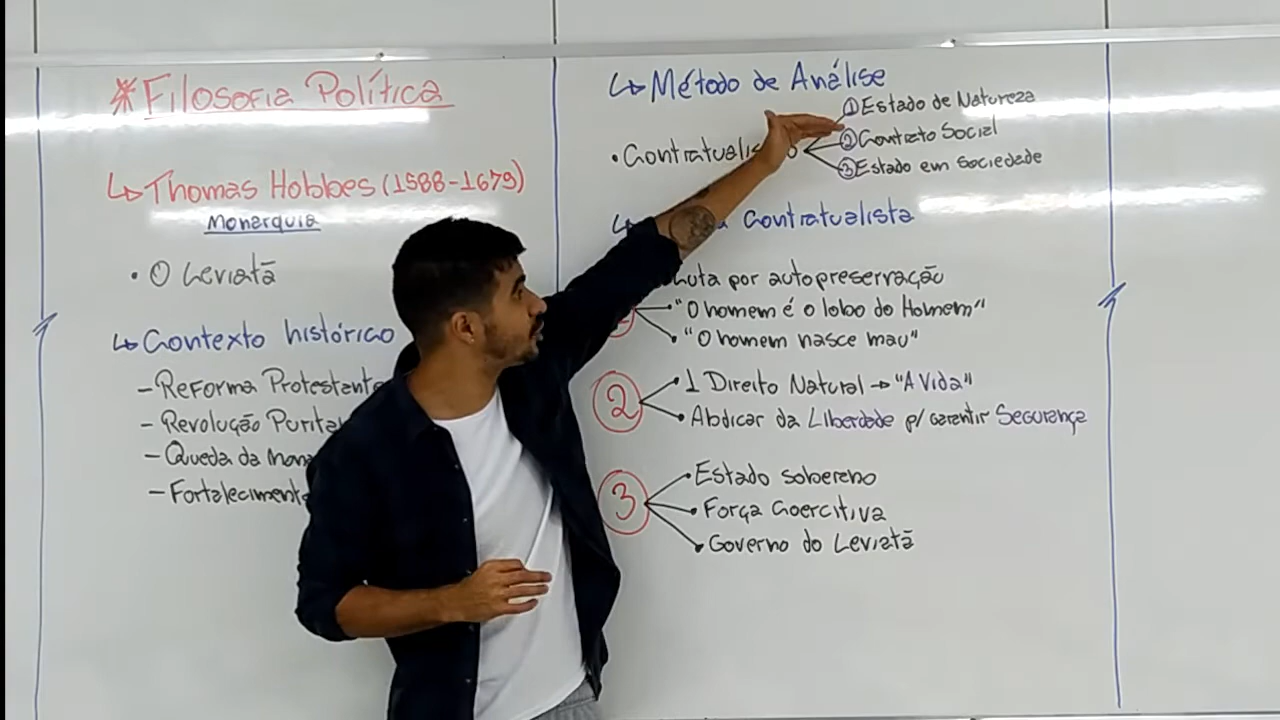 * Filosofia Política
↳ Thomas Hobbes (1588-1679)
Monarquia
• O Leviatã
↳ Contexto histórico
- Reforma Protestante
- Revolução
- Queda da
-
↳ Método de Análise
•
① Estado de Natureza
② Contrato Social
③ Estado em Sociedade
↳ Contratualista
por autopreservação
"O homem é o lobo do Homem"
• "O homem nasce mau"
2
• 1 Direito Natural → "A Vida"
• Abdicar da Liberdade p/ garantir Segurança
3
• Estado soberano
• Força Coercitiva
• Governo do Leviatã